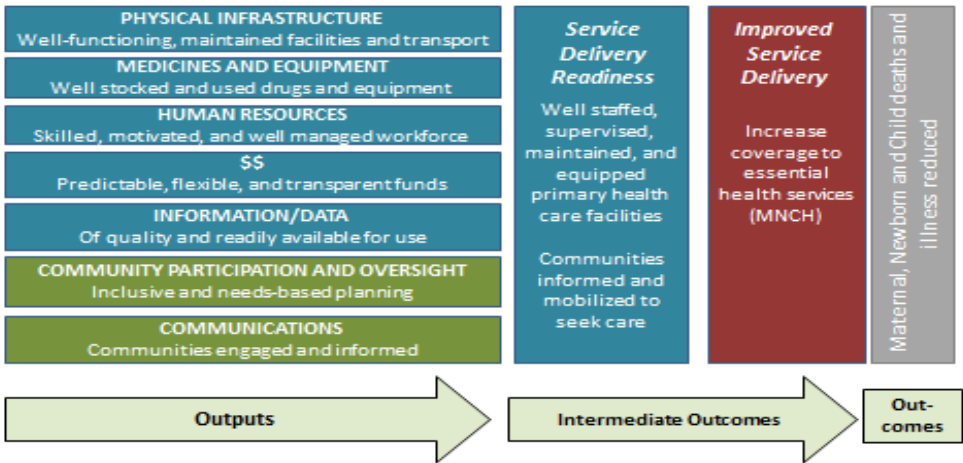 PHYSICAL INFRASTRUCTURE
Well-functioning, maintained facilities and transport
MEDICINES AND EQUIPMENT
Well stocked and used drugs and equipment
HUMAN RESOURCES
Skilled, motivated, and well managed workforce
$$
Predictable, flexible, and transparent funds
INFORMATION/DATA
Of quality and readily available for use
COMMUNITY PARTICIPATION AND OVERSIGHT
Inclusive and needs-based planning
COMMUNICATIONS
Communities engaged and informed
Service
Delivery
Readiness
Well staffed,
supervised,
maintained, and
equipped
primary health
care facilities
Communities
informed and
mobilized to
seek care
Improved
Service
Delivery
Increase
coverage to
essential
health services
(MNCH)
Maternal, Newborn and Child deaths and
illness reduced
Outputs
Intermediate Outcomes
Out-
comes